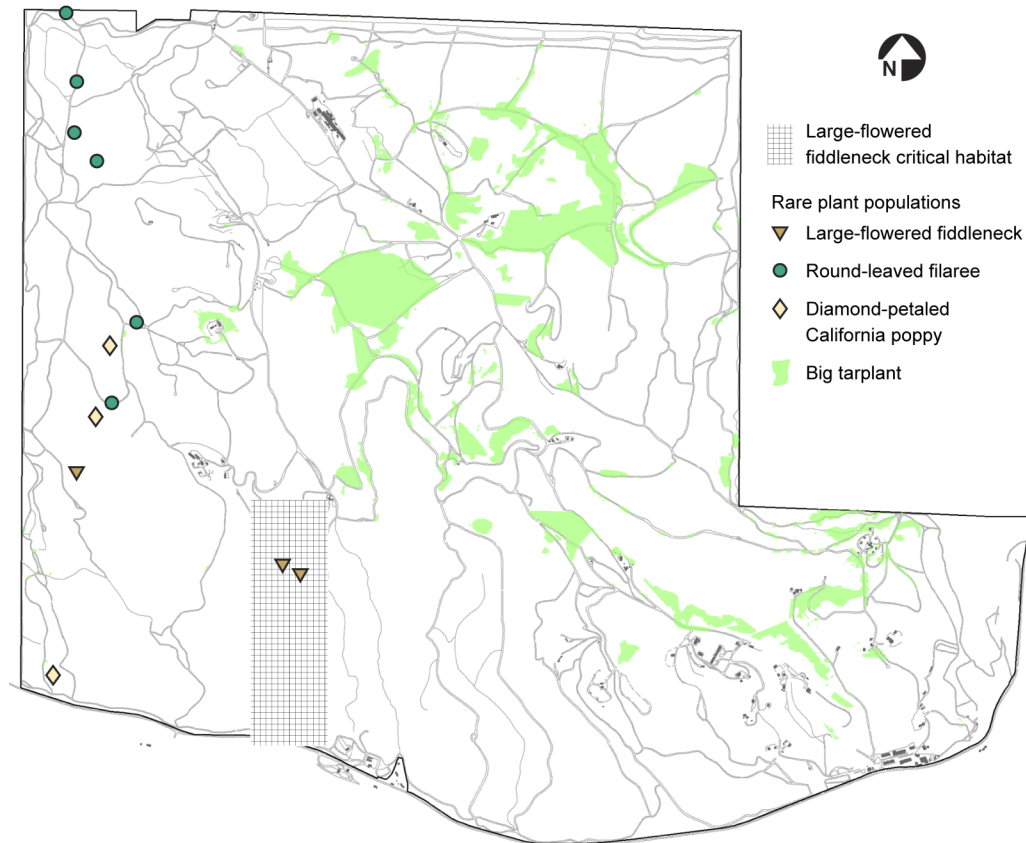 N
Large-flowered
fiddleneck critical habitat
Rare plant populations
Large-flowered fiddleneck
Round-leaved filaree
Diamond-petaled
California poppy
Big tarplant